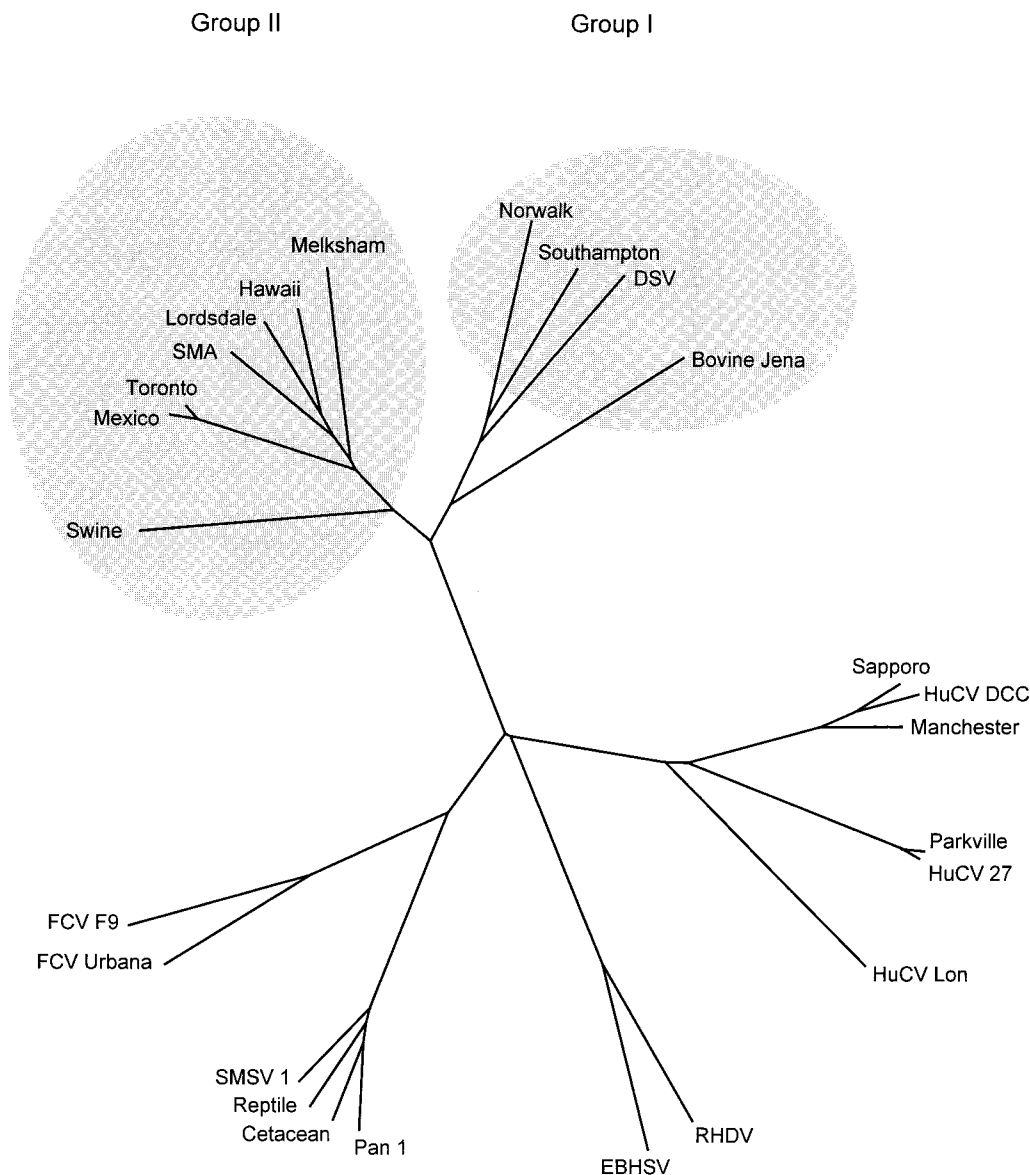 Group II
Group I
Norwalk
Melksham
Southampton
DSV
Hawaii
Lordsdale
SMA
Bovine Jena
Toronto
Mexico
Swine
Sapporo
HuCV DCC
Manchester
Parkville
HuCV 27
FCV F9
FCV Urbana
HuCV Lon
SMSV 1
Reptile
Cetacean
Pan 1
RHDV
EBHSV